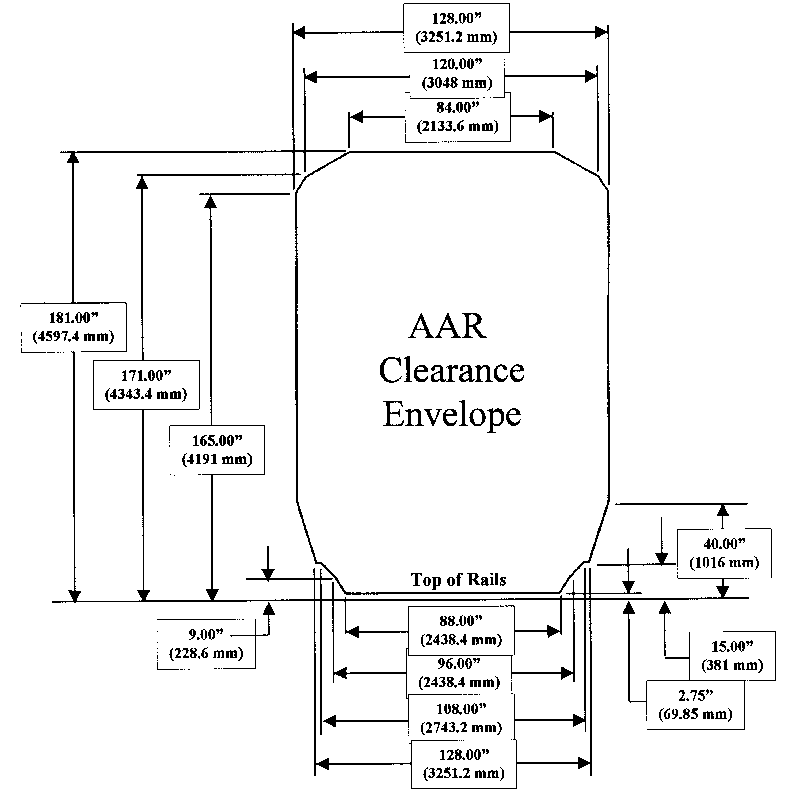 128.00”
(3251.2 mm)
120.00”
(3048 mm)
84.00”
(2133.6 mm)
181.00”
(4597.4 mm)
171.00”
(4343.4 mm)
165.00”
(4191 mm)
AAR
Clearance
Envelope
40.00”
(1016 mm)
Top of Rails
9.00”
(228.6 mm)
88.00”
(2438.4 mm)
15.00”
(381 mm)
96.00”
(2438.4 mm)
2.75”
(69.85 mm)
108.00”
(2743.2 mm)
128.00”
(3251.2 mm)